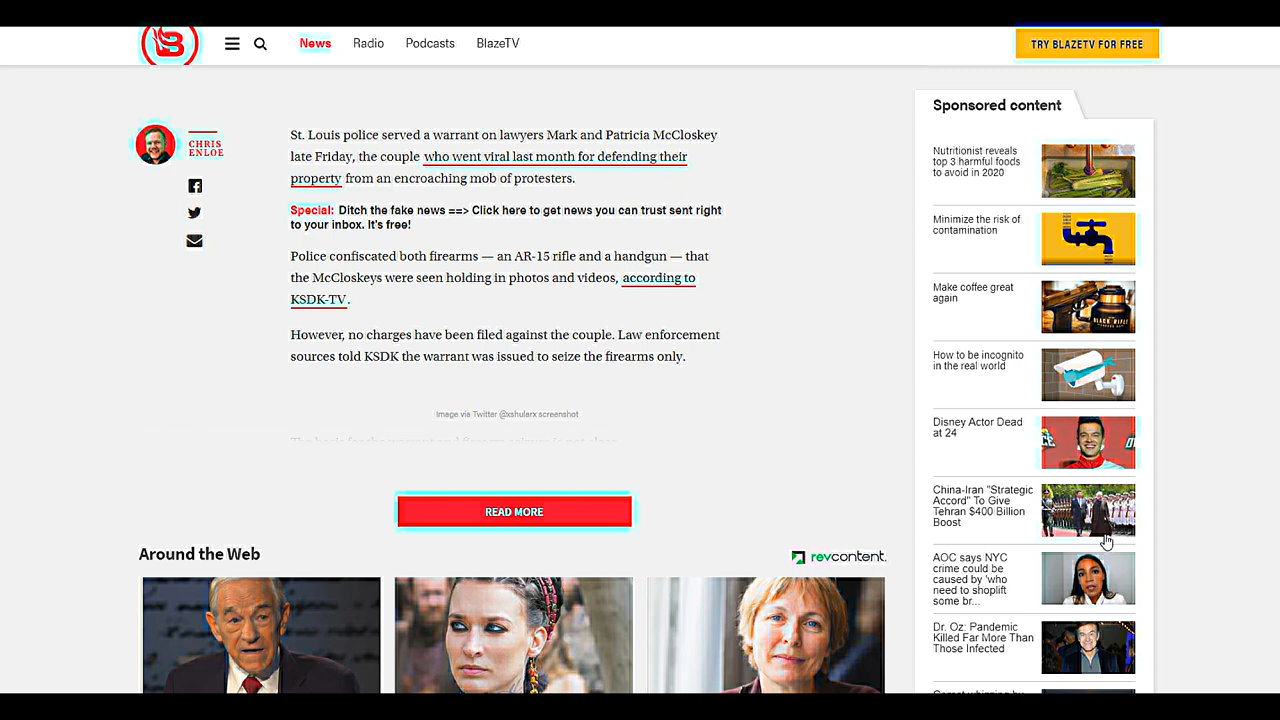 News
Radio
Podcasts
BlazeTV
TRY BLAZETV FOR FREE
CHRIS
ENLOE
St. Louis police served a warrant on lawyers Mark and Patricia McCloskey
late Friday, the couple who went viral last month for defending their
property from an encroaching mob of protesters.
Special: Ditch the fake news ==> Click here to get news you can trust sent right
to your inbox. It's free!
Police confiscated both firearms — an AR-15 rifle and a handgun — that
the McCloskeys were seen holding in photos and videos, according to
KSDK-TV.
However, no charges have been filed against the couple. Law enforcement
sources told KSDK the warrant was issued to seize the firearms only.
Image via Twitter @xshularx screenshot
READ MORE
Around the Web
revcontent.
Sponsored content
Nutritionist reveals
top 3 harmful foods
to avoid in 2020
Minimize the risk of
contamination
Make coffee great
again
BLACK RIFLE
How to be incognito
in the real world
Disney Actor Dead
at 24
China-Iran "Strategic
Accord" To Give
Tehran $400 Billion
Boost
AOC says NYC
crime could be
caused by 'who
need to shoplift
some br...
Dr. Oz: Pandemic
Killed Far More Than
Those Infected